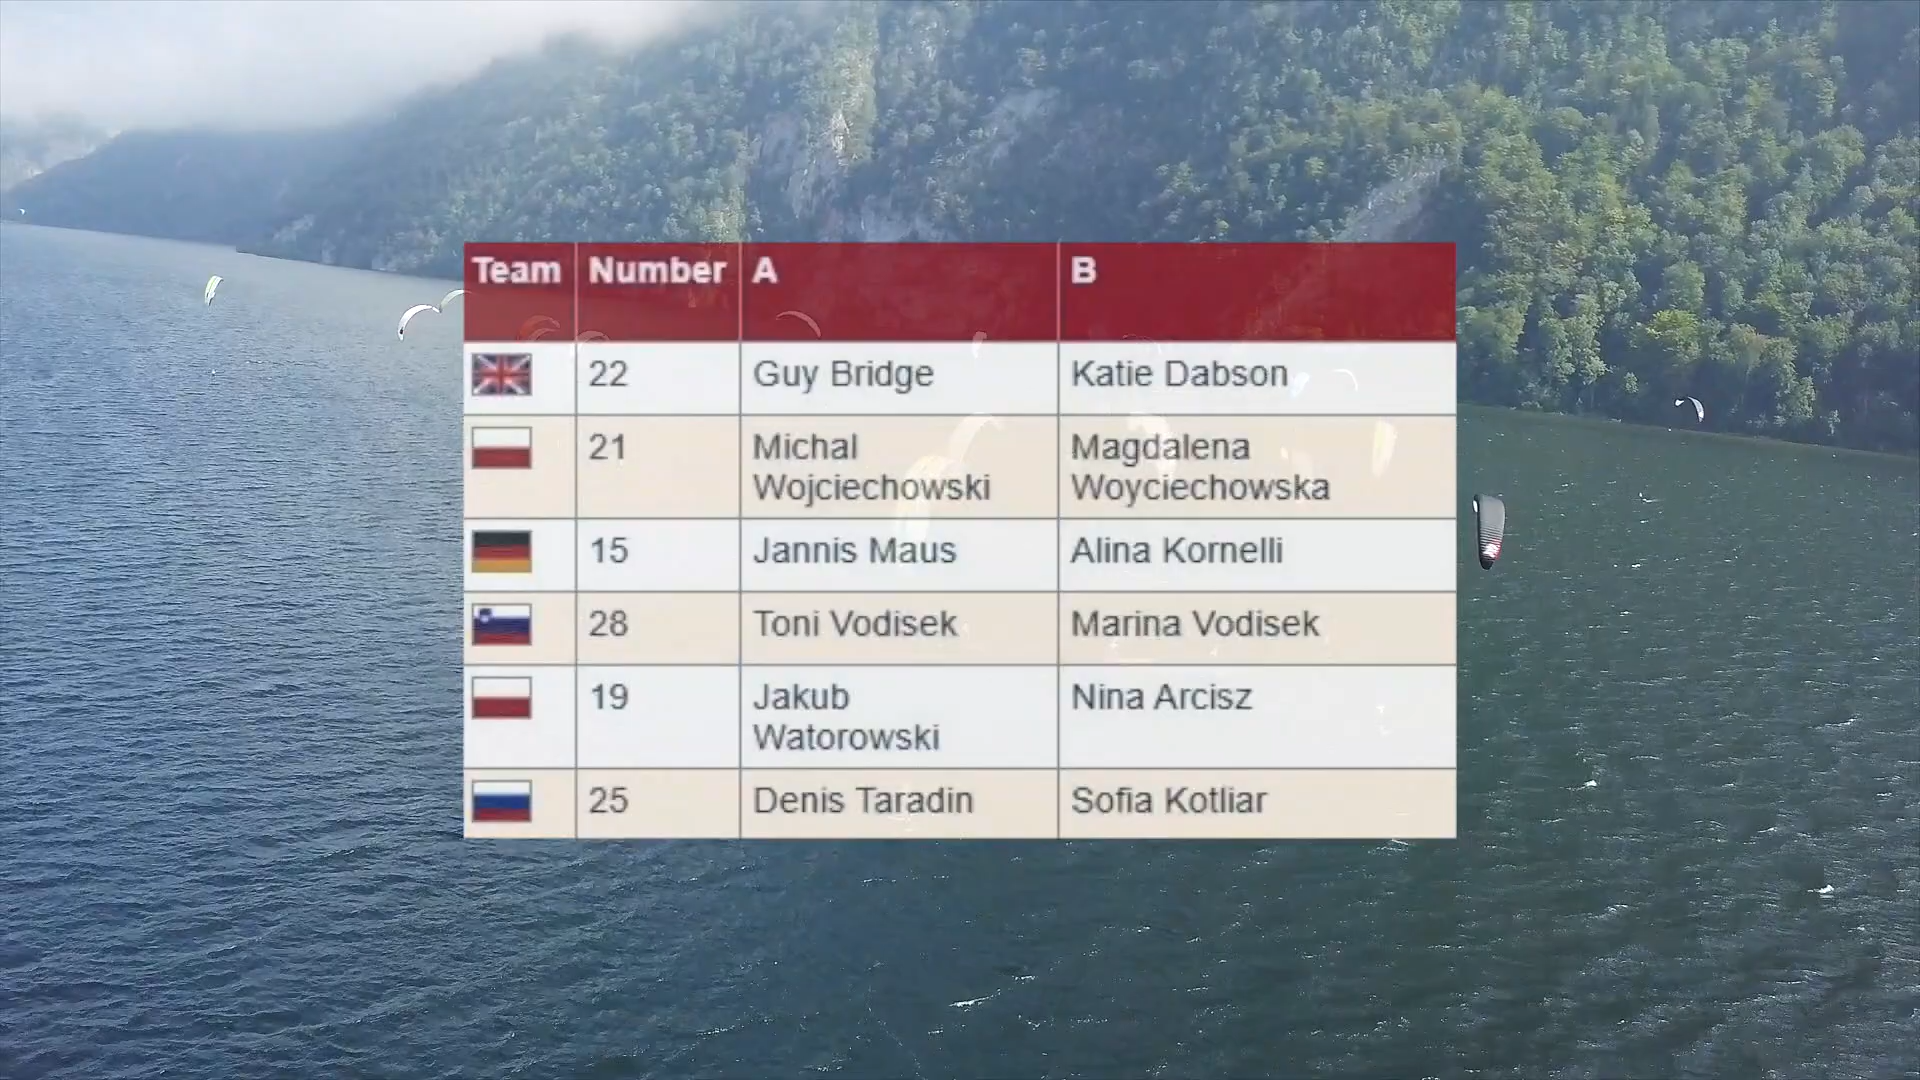 Team Number A B
22 Guy Bridge Katie Dabson
21 Michal Magdalena
Wojciechowski Woyciechowska
15 Jannis Maus Alina Kornelli
28 Toni Vodisek Marina Vodisek
19 Jakub Nina Arcisz
Watorowski
25 Denis Taradin Sofia Kotliar